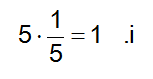 5 · 1/5 = 1 .i